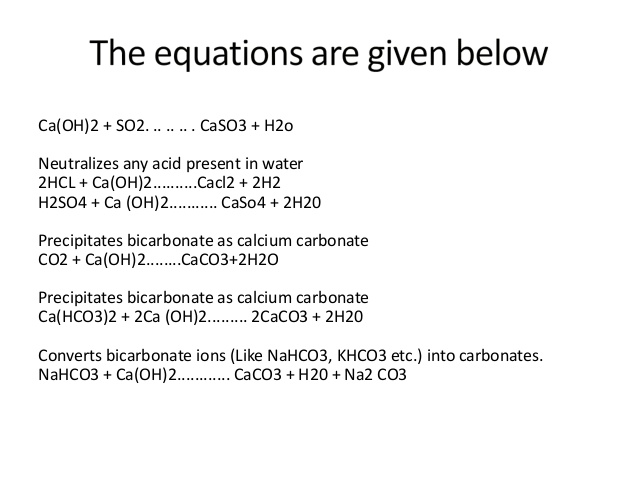 The equations are given below
Ca(OH)2 + SO2. .. .. .. . CaSO3 + H2o
Neutralizes any acid present in water
2HCL + Ca(OH)2..........Cacl2 + 2H2
H2SO4 + Ca (OH)2........... CaSo4 + 2H20
Precipitates bicarbonate as calcium carbonate
CO2 + Ca(OH)2........CaCO3+2H2O
Precipitates bicarbonate as calcium carbonate
Ca(HCO3)2 + 2Ca (OH)2......... 2CaCO3 + 2H20
Converts bicarbonate ions (Like NaHCO3, KHCO3 etc.) into carbonates.
NaHCO3 + Ca(OH)2............ CaCO3 + H20 + Na2 CO3